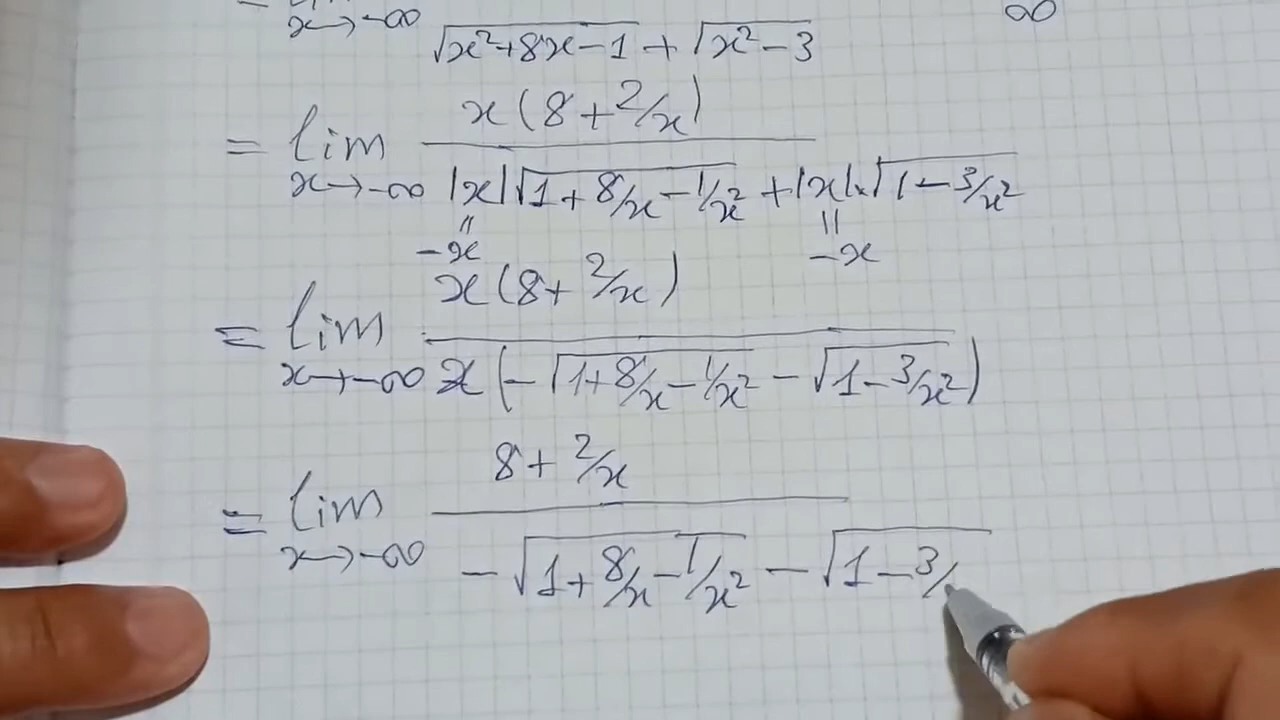 x→-∞ √x²+8x-1 + √x²-3 ∞
= lim x(8+2/x)
x→-∞ |x|√1+8/x-1/x² + |x|.√1-3/x²
= =
-x -x
= lim x(8+2/x)
x→-∞ x(-√1+8/x-1/x² - √1-3/x²)
= lim 8+2/x
x→-∞ -√1+8/x-1/x² - √1-3/